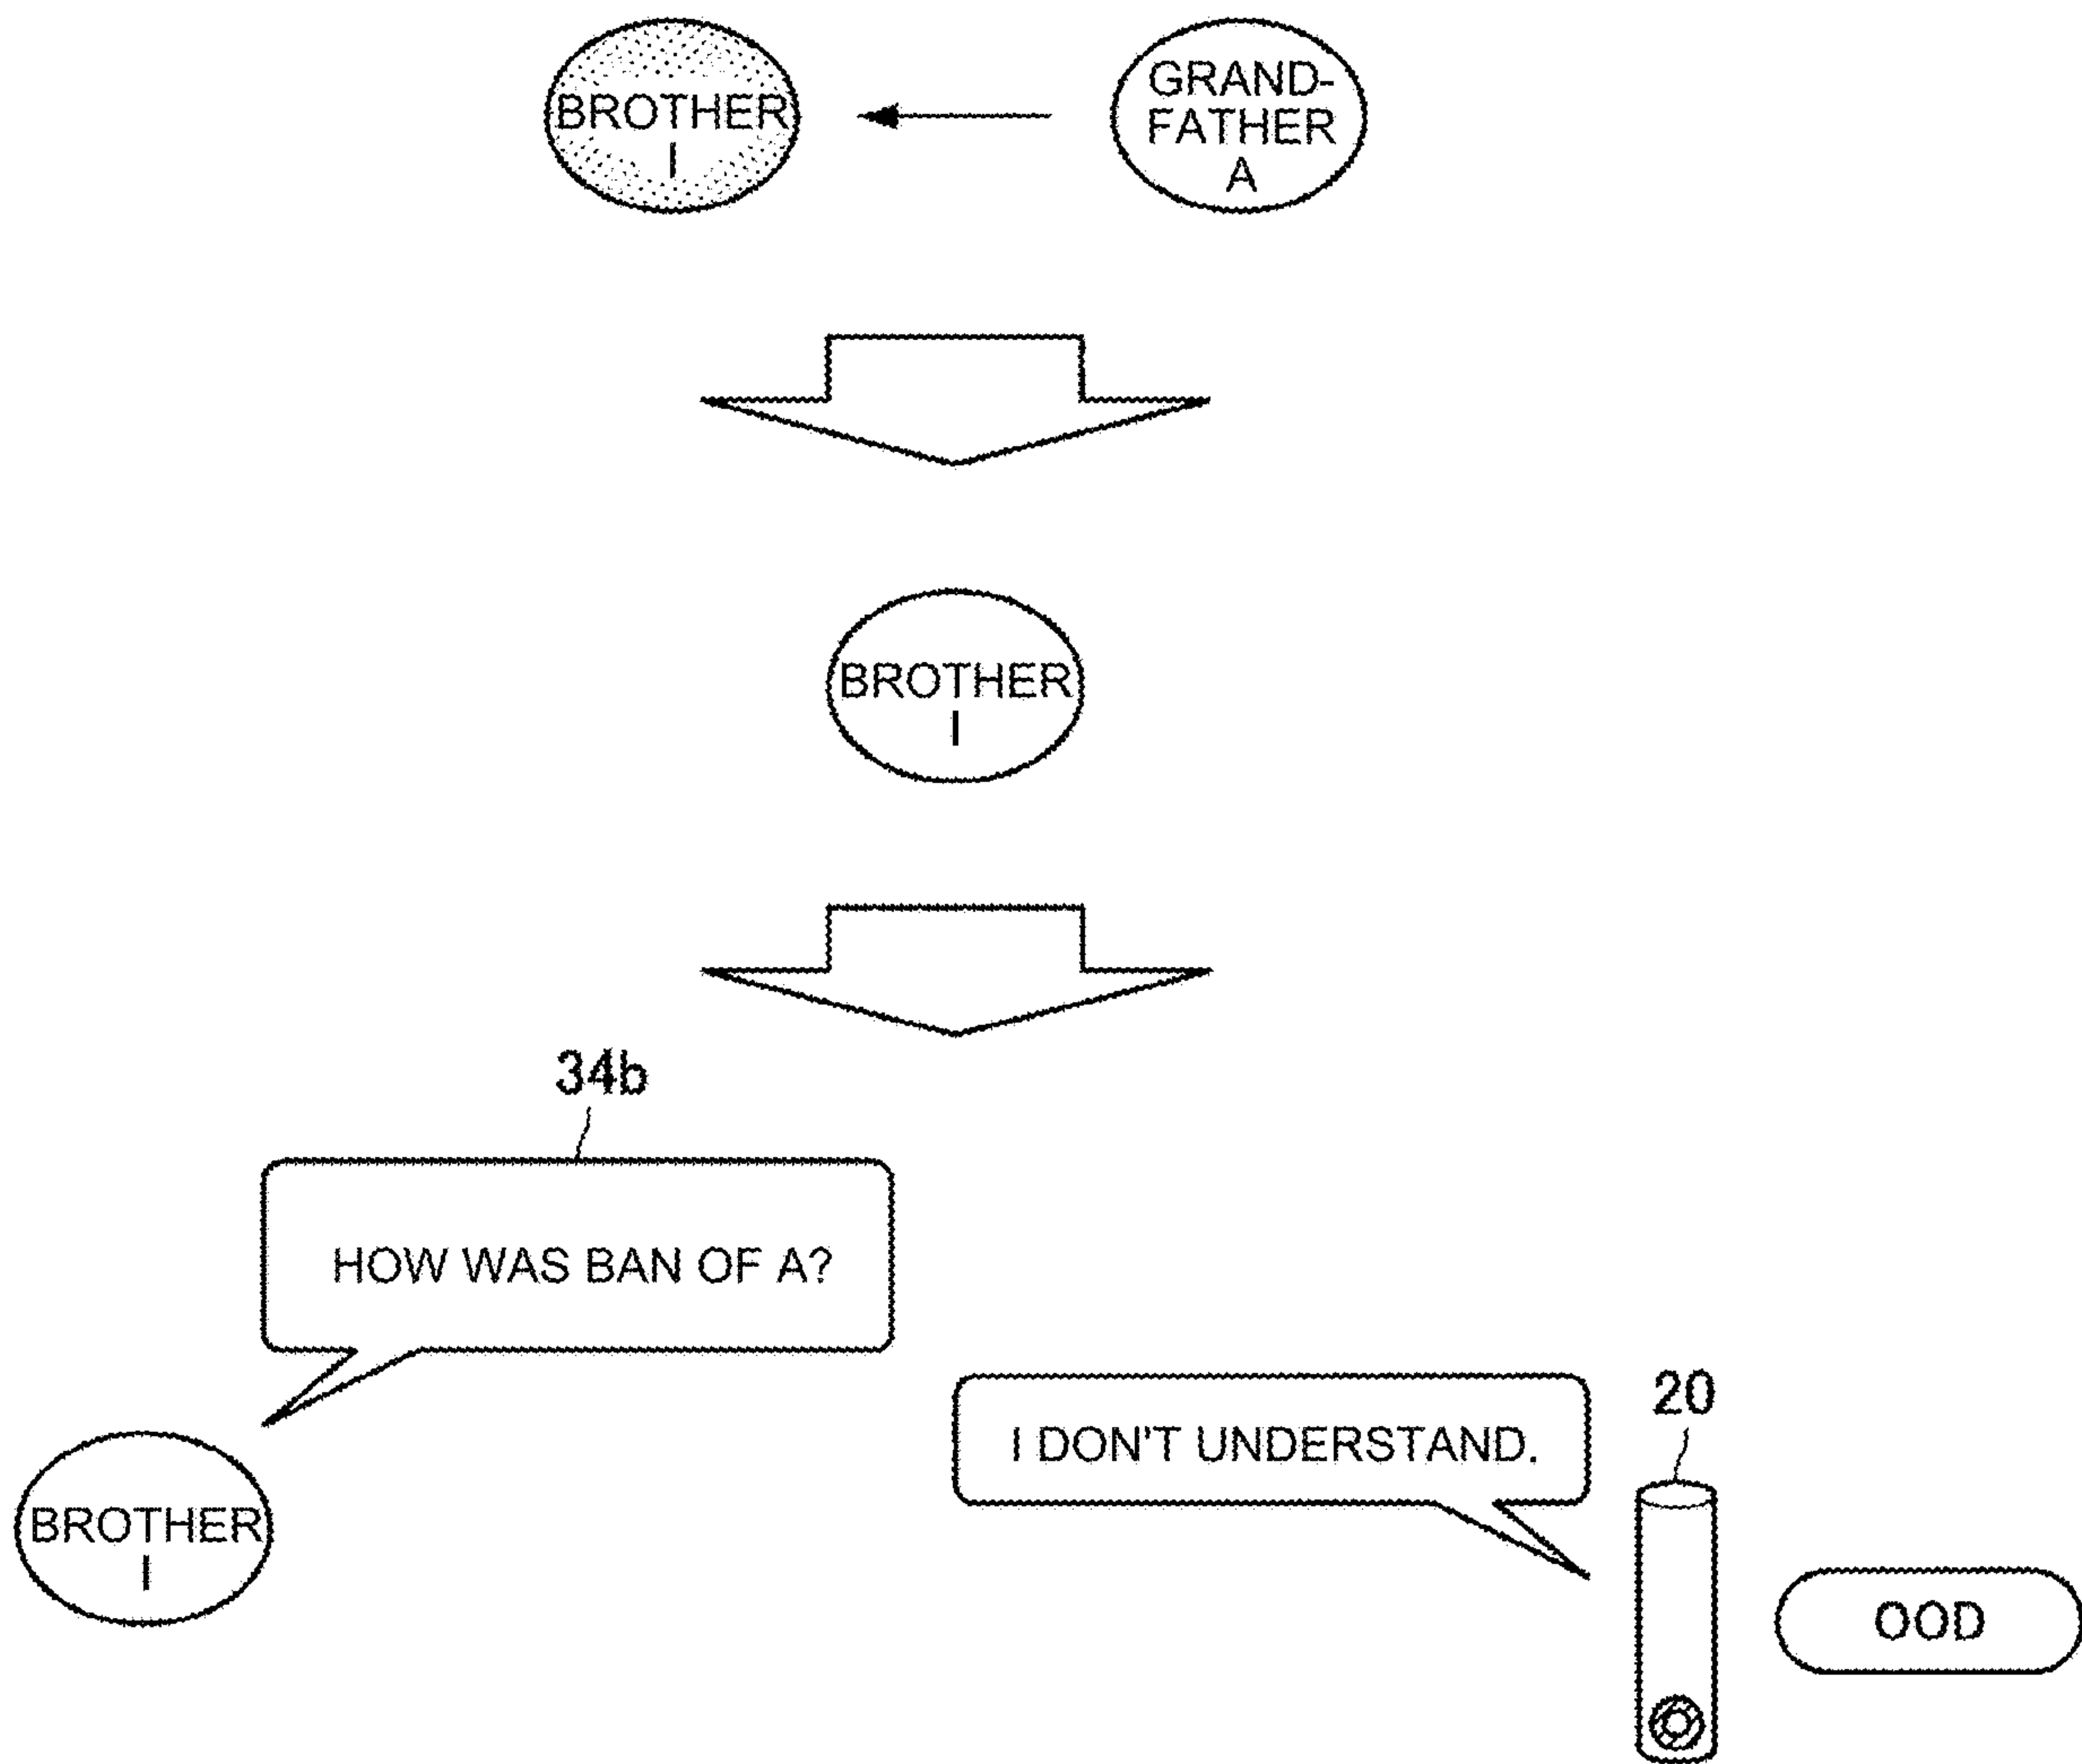 BROTHER
I
GRAND-
FATHER
A
BROTHER
I
34b
HOW WAS BAN OF A?
I DON'T UNDERSTAND.
20
BROTHER
I
OOD